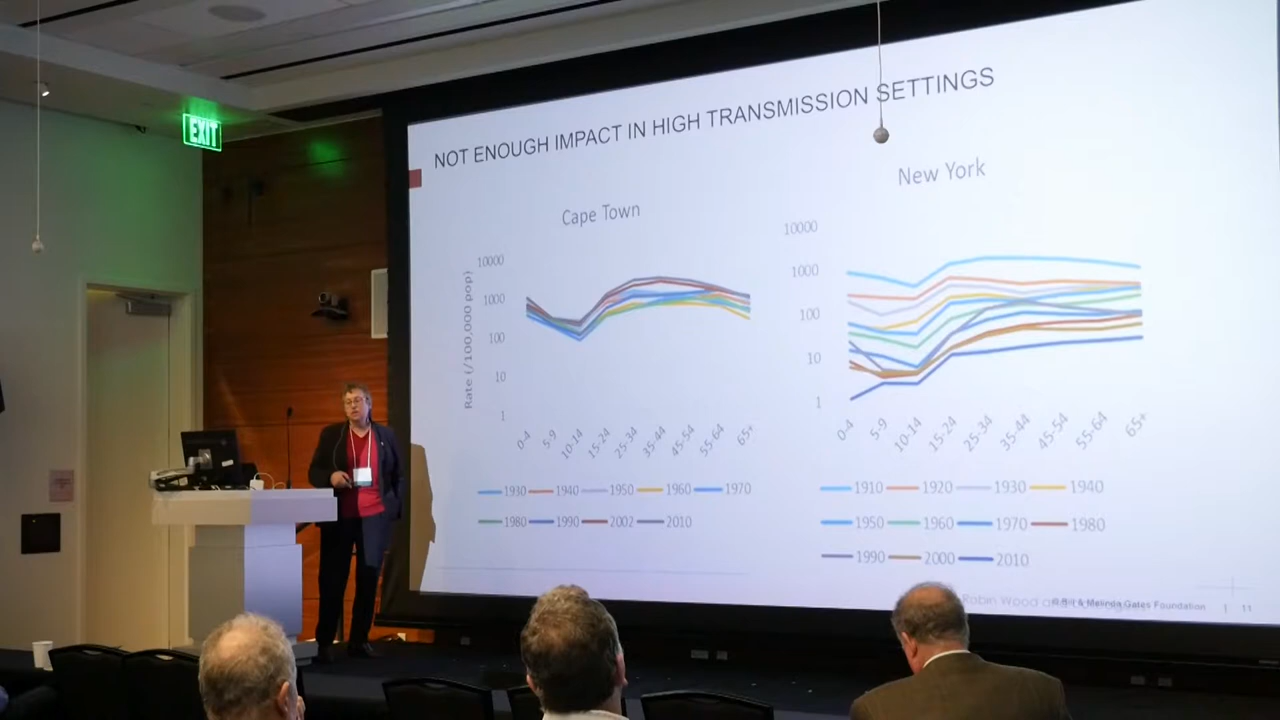 EXIT
NOT ENOUGH IMPACT IN HIGH TRANSMISSION SETTINGS
Cape Town
Rate (/100,000 pop)
10000
1000
100
10
1
0-4 5-9 10-14 15-24 25-34 35-44 45-54 55-64 65+
1930 1940 1950 1960 1970
1980 1990 2002 2010
New York
10000
1000
100
10
1
0-4 5-9 10-14 15-24 25-34 35-44 45-54 55-64 65+
1910 1920 1930 1940
1950 1960 1970 1980
1990 2000 2010
Robin Wood
© Bill & Melinda Gates Foundation | 11